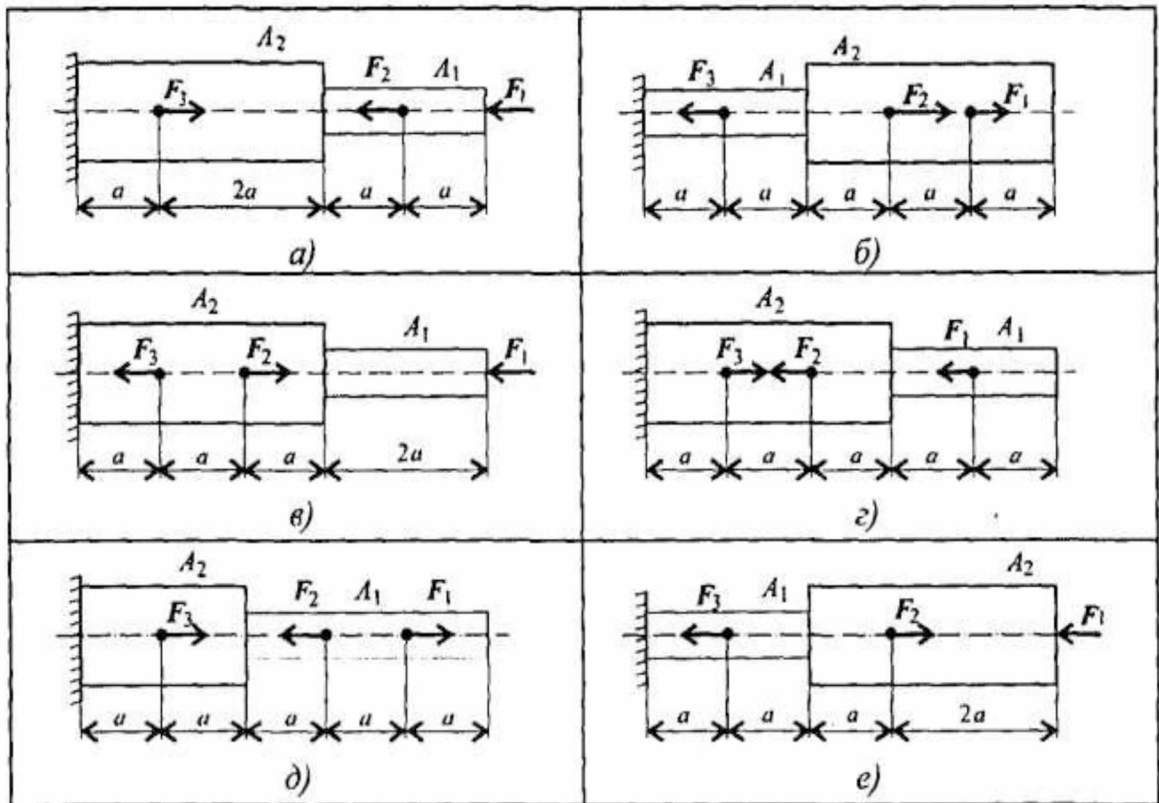 A₂
F₂ A₁
F₃ F₁
a 2a a a
а)
A₂
F₃ A₁
F₂ F₁
a a a a a
б)
A₂
A₁
F₃ F₂ F₁
a a a 2a
в)
A₂
F₁ A₁
F₃ F₂
a a a a a
г)
A₂
F₂ A₁ F₁
F₃
a a a a a
д)
A₂
F₃ A₁
F₂ F₁
a a a 2a
е)